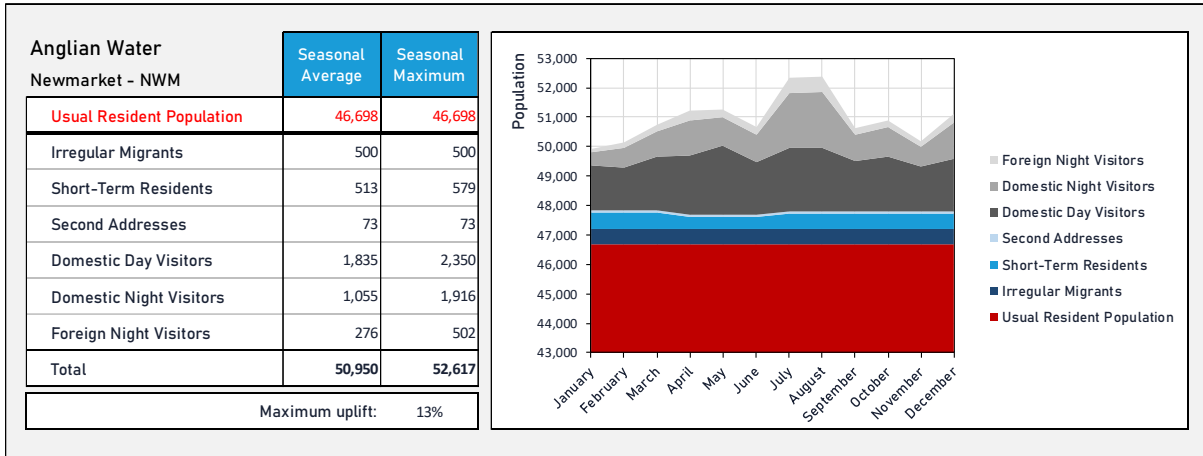 Anglian Water
Newmarket - NWM
Seasonal Average
Seasonal Maximum
Usual Resident Population 46,698 46,698
Irregular Migrants 500 500
Short-Term Residents 513 579
Second Addresses 73 73
Domestic Day Visitors 1,835 2,350
Domestic Night Visitors 1,055 1,916
Foreign Night Visitors 276 502
Total 50,950 52,617
Maximum uplift: 13%
Population
53,000
52,000
51,000
50,000
49,000
48,000
47,000
46,000
45,000
44,000
43,000
January
February
March
April
May
June
July
August
September
October
November
December
Foreign Night Visitors
Domestic Night Visitors
Domestic Day Visitors
Second Addresses
Short-Term Residents
Irregular Migrants
Usual Resident Population